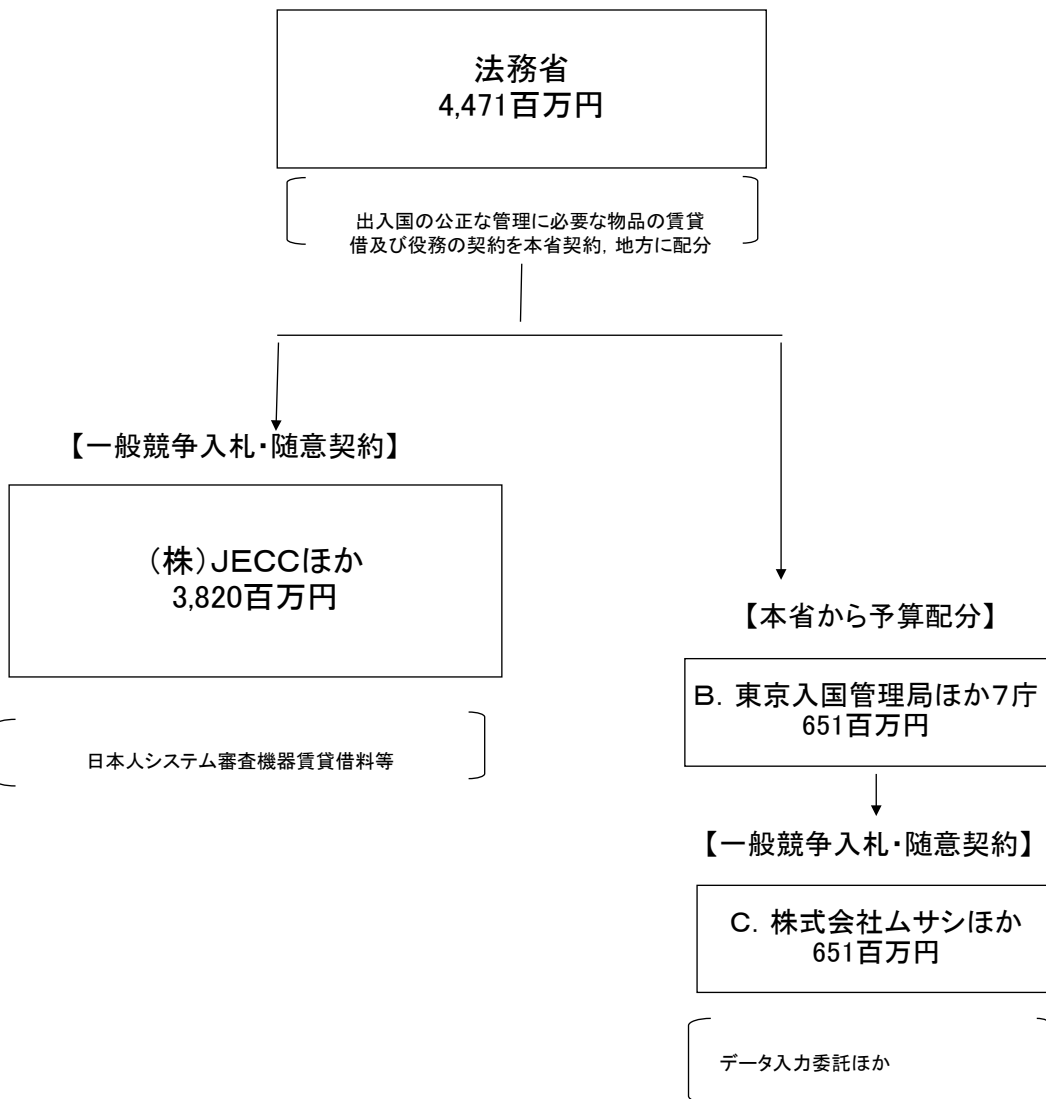 法務省
4,471百万円
出入国の公正な管理に必要な物品の賃貸
借及び役務の契約を本省契約，地方に配分
【一般競争入札・随意契約】
（株）ＪＥＣＣほか
3,820百万円
日本人システム審査機器賃貸借料等
【本省から予算配分】
Ｂ．東京入国管理局ほか７庁
651百万円
【一般競争入札・随意契約】
Ｃ．株式会社ムサシほか
651百万円
データ入力委託ほか